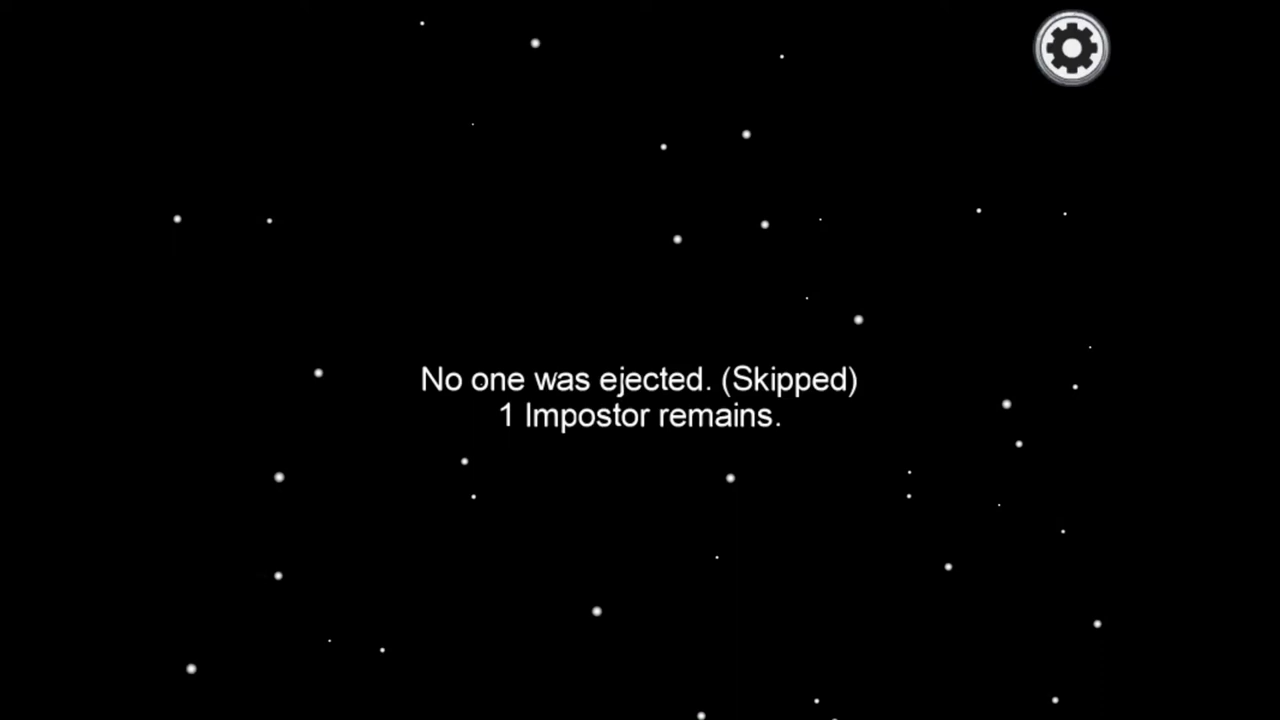 No one was ejected. (Skipped)
1 Impostor remains.